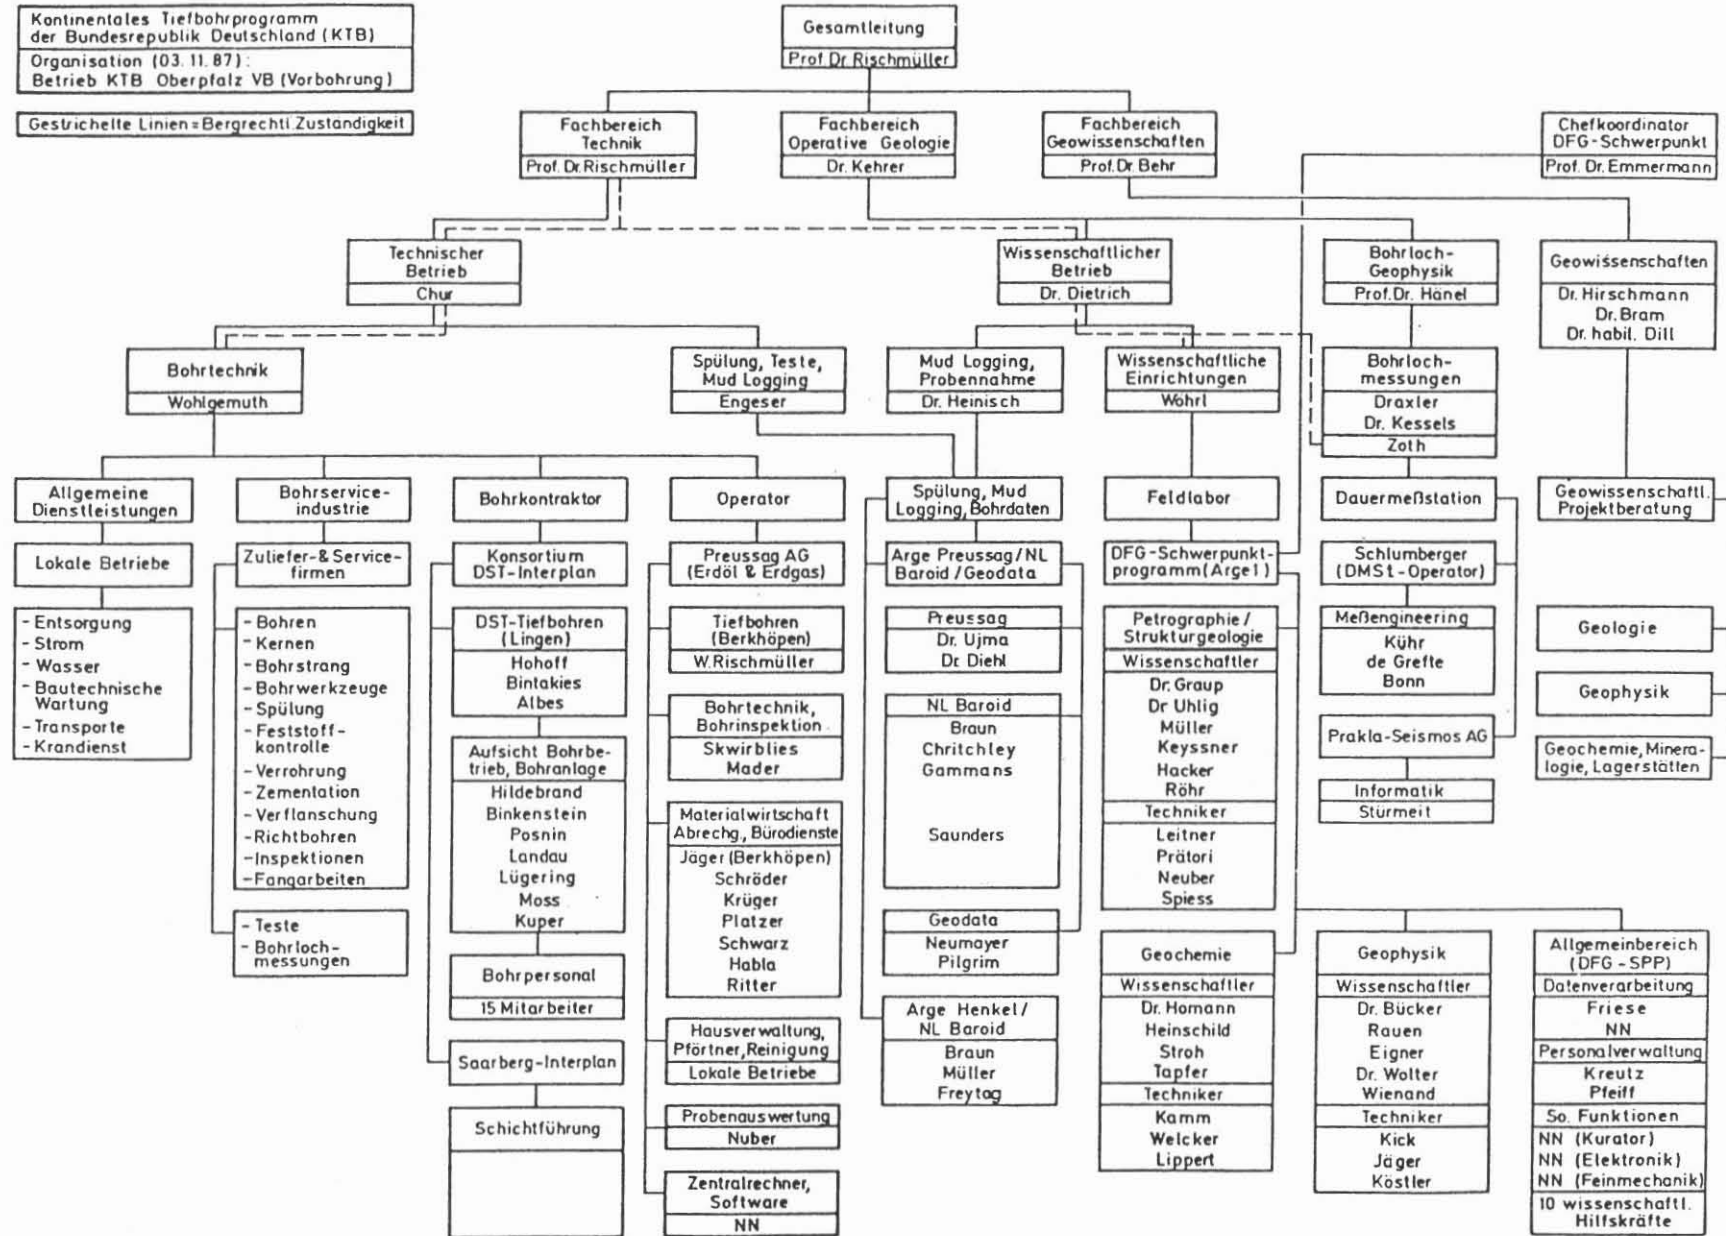 Kontinentales Tiefbohrprogramm
der Bundesrepublik Deutschland (KTB)
Organisation (03.11.87):
Betrieb KTB Oberpfalz VB (Vorbohrung)
Gestrichelte Linien = Bergrechtl. Zuständigkeit
Gesamtleitung
Prof. Dr. Rischmüller
Fachbereich
Technik
Prof. Dr. Rischmüller
Fachbereich
Operative Geologie
Dr. Kehrer
Fachbereich
Geowissenschaften
Prof. Dr. Behr
Chefkoordinator
DFG-Schwerpunkt
Prof. Dr. Emmermann
Technischer
Betrieb
Chur
Wissenschaftlicher
Betrieb
Dr. Dietrich
Bohrloch-
Geophysik
Prof. Dr. Hänel
Geowissenschaften
Dr. Hirschmann
Dr. Bram
Dr. habil. Dill
Bohrtechnik
Wohlgemuth
Spülung, Teste,
Mud Logging
Engeser
Mud Logging,
Probennahme
Dr. Heinisch
Wissenschaftliche
Einrichtungen
Wöhrl
Bohrloch-
messungen
Draxler
Dr. Kessels
Zoth
Allgemeine
Dienstleistungen
Lokale Betriebe
- Entsorgung
- Strom
- Wasser
- Bautechnische
Wartung
- Transporte
- Krandienst
Bohrservice-
industrie
Zuliefer- & Service-
firmen
- Bohren
- Kernen
- Bohrstrang
- Bohrwerkzeuge
- Spülung
- Feststoff-
kontrolle
- Verrohrung
- Zementation
- Verflanschung
- Richtbohren
- Inspektionen
- Fangarbeiten
- Teste
- Bohrloch-
messungen
Bohrkontraktor
Konsortium
DST-Interplan
DST-Tiefbohren
(Lingen)
Hohoff
Bintakies
Albes
Aufsicht Bohrbe-
trieb, Bohranlage
Hildebrand
Binkenstein
Posnin
Landau
Lügering
Moss
Kuper
Bohrpersonal
15 Mitarbeiter
Saarberg-Interplan
Schichtführung
Operator
Preussag AG
(Erdöl & Erdgas)
Tiefbohren
(Berkhöpen)
W. Rischmüller
Bohrtechnik,
Bohrinspektion
Skwirblies
Mader
Materialwirtschaft
Abrechg., Bürodienste
Jäger (Berkhöpen)
Schröder
Krüger
Platzer
Schwarz
Habla
Ritter
Hausverwaltung,
Pförtner, Reinigung
Lokale Betriebe
Probenauswertung
Nuber
Zentralrechner,
Software
NN
Spülung, Mud
Logging, Bohrdaten
Arge Preussag / NL
Baroid / Geodata
Preussag
Dr. Ujma
Dr. Diehl
NL Baroid
Braun
Chritchley
Gammans
Saunders
Geodata
Neumayer
Pilgrim
Arge Henkel /
NL Baroid
Braun
Müller
Freytag
Feldlabor
DFG-Schwerpunkt-
programm (Arge 1)
Petrographie /
Strukturgeologie
Wissenschaftler
Dr. Graup
Dr Uhlig
Müller
Keyssner
Hacker
Röhr
Techniker
Leitner
Prätori
Neuber
Spiess
Geochemie
Wissenschaftler
Dr. Homann
Heinschild
Stroh
Tapfer
Techniker
Kamm
Welcker
Lippert
Dauermeßstation
Schlumberger
(DMSt-Operator)
Meßengineering
Kühr
de Grefte
Bonn
Prakla-Seismos AG
Informatik
Stürmeit
Geophysik
Wissenschaftler
Dr. Bücker
Rauen
Eigner
Dr. Wolter
Wienand
Techniker
Kick
Jäger
Köstler
Geowissenschaftl.
Projektberatung
Geologie
Geophysik
Geochemie, Minera-
logie, Lagerstätten
Allgemeinbereich
(DFG-SPP)
Datenverarbeitung
Friese
NN
Personalverwaltung
Kreutz
Pfeiff
So. Funktionen
NN (Kurator)
NN (Elektronik)
NN (Feinmechanik)
10 wissenschaftl.
Hilfskräfte